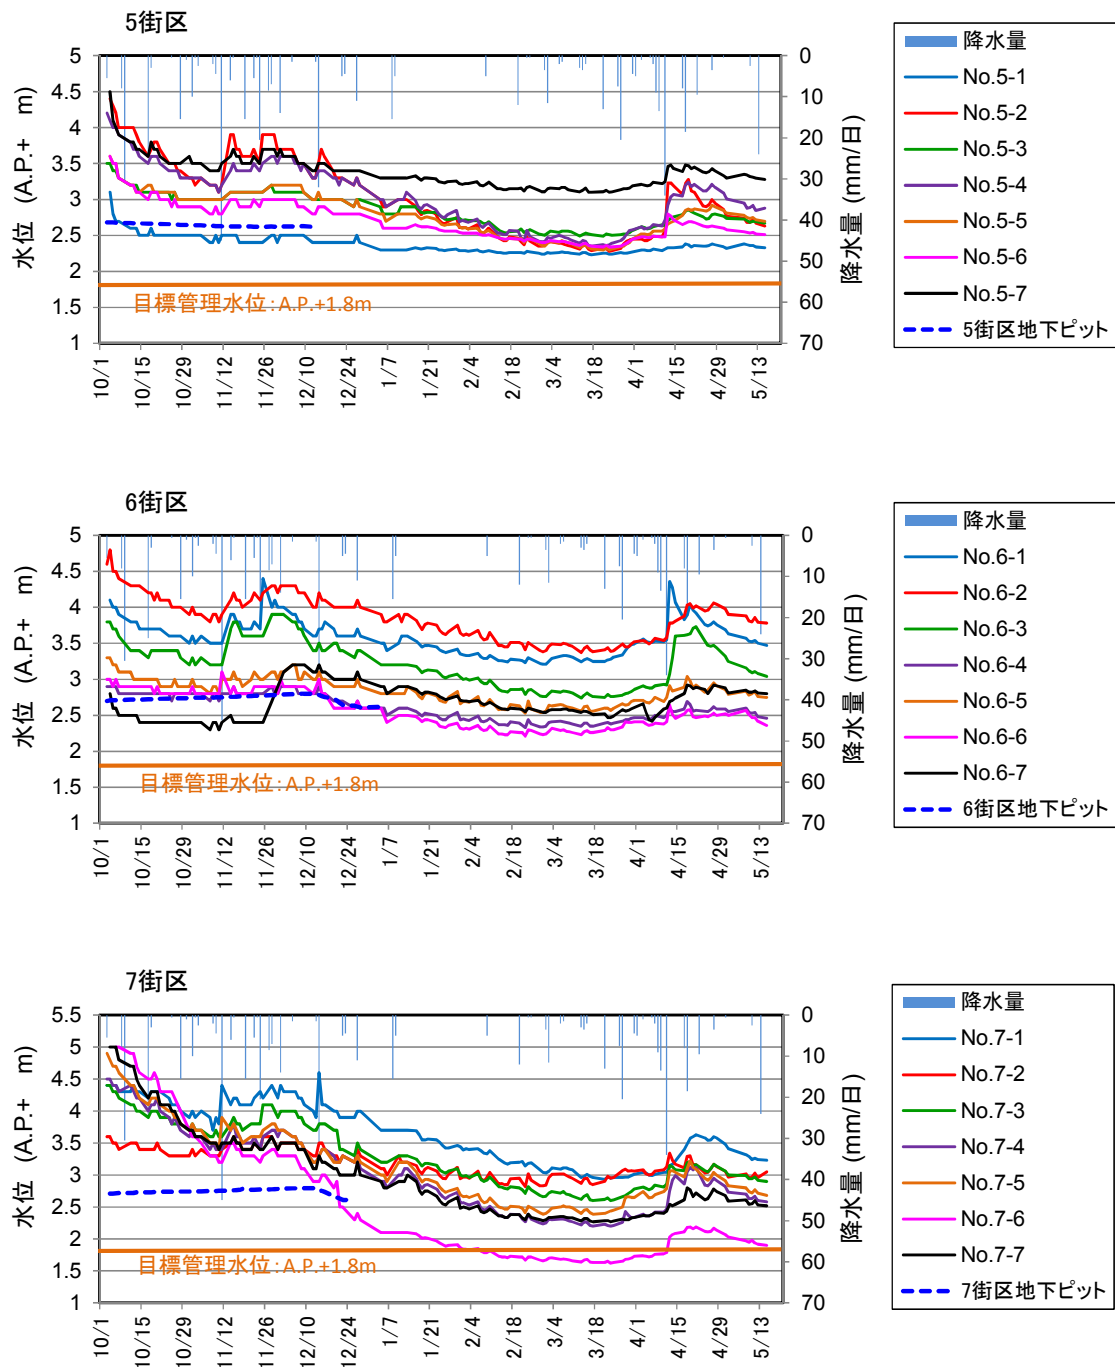 5街区
水位 (A.P.+ m)
5
4.5
4
3.5
3
2.5
2
1.5
1
目標管理水位：A.P.+1.8m
0
10
20
30
40
50
60
70
降水量 (mm/日)
10/1
10/15
10/29
11/12
11/26
12/10
12/24
1/7
1/21
2/4
2/18
3/4
3/18
4/1
4/15
4/29
5/13
降水量
No.5-1
No.5-2
No.5-3
No.5-4
No.5-5
No.5-6
No.5-7
5街区地下ピット
6街区
水位 (A.P.+ m)
5
4.5
4
3.5
3
2.5
2
1.5
1
目標管理水位：A.P.+1.8m
0
10
20
30
40
50
60
70
降水量 (mm/日)
10/1
10/15
10/29
11/12
11/26
12/10
12/24
1/7
1/21
2/4
2/18
3/4
3/18
4/1
4/15
4/29
5/13
降水量
No.6-1
No.6-2
No.6-3
No.6-4
No.6-5
No.6-6
No.6-7
6街区地下ピット
7街区
水位 (A.P.+ m)
5.5
5
4.5
4
3.5
3
2.5
2
1.5
1
目標管理水位：A.P.+1.8m
0
10
20
30
40
50
60
70
降水量 (mm/日)
10/1
10/15
10/29
11/12
11/26
12/10
12/24
1/7
1/21
2/4
2/18
3/4
3/18
4/1
4/15
4/29
5/13
降水量
No.7-1
No.7-2
No.7-3
No.7-4
No.7-5
No.7-6
No.7-7
7街区地下ピット